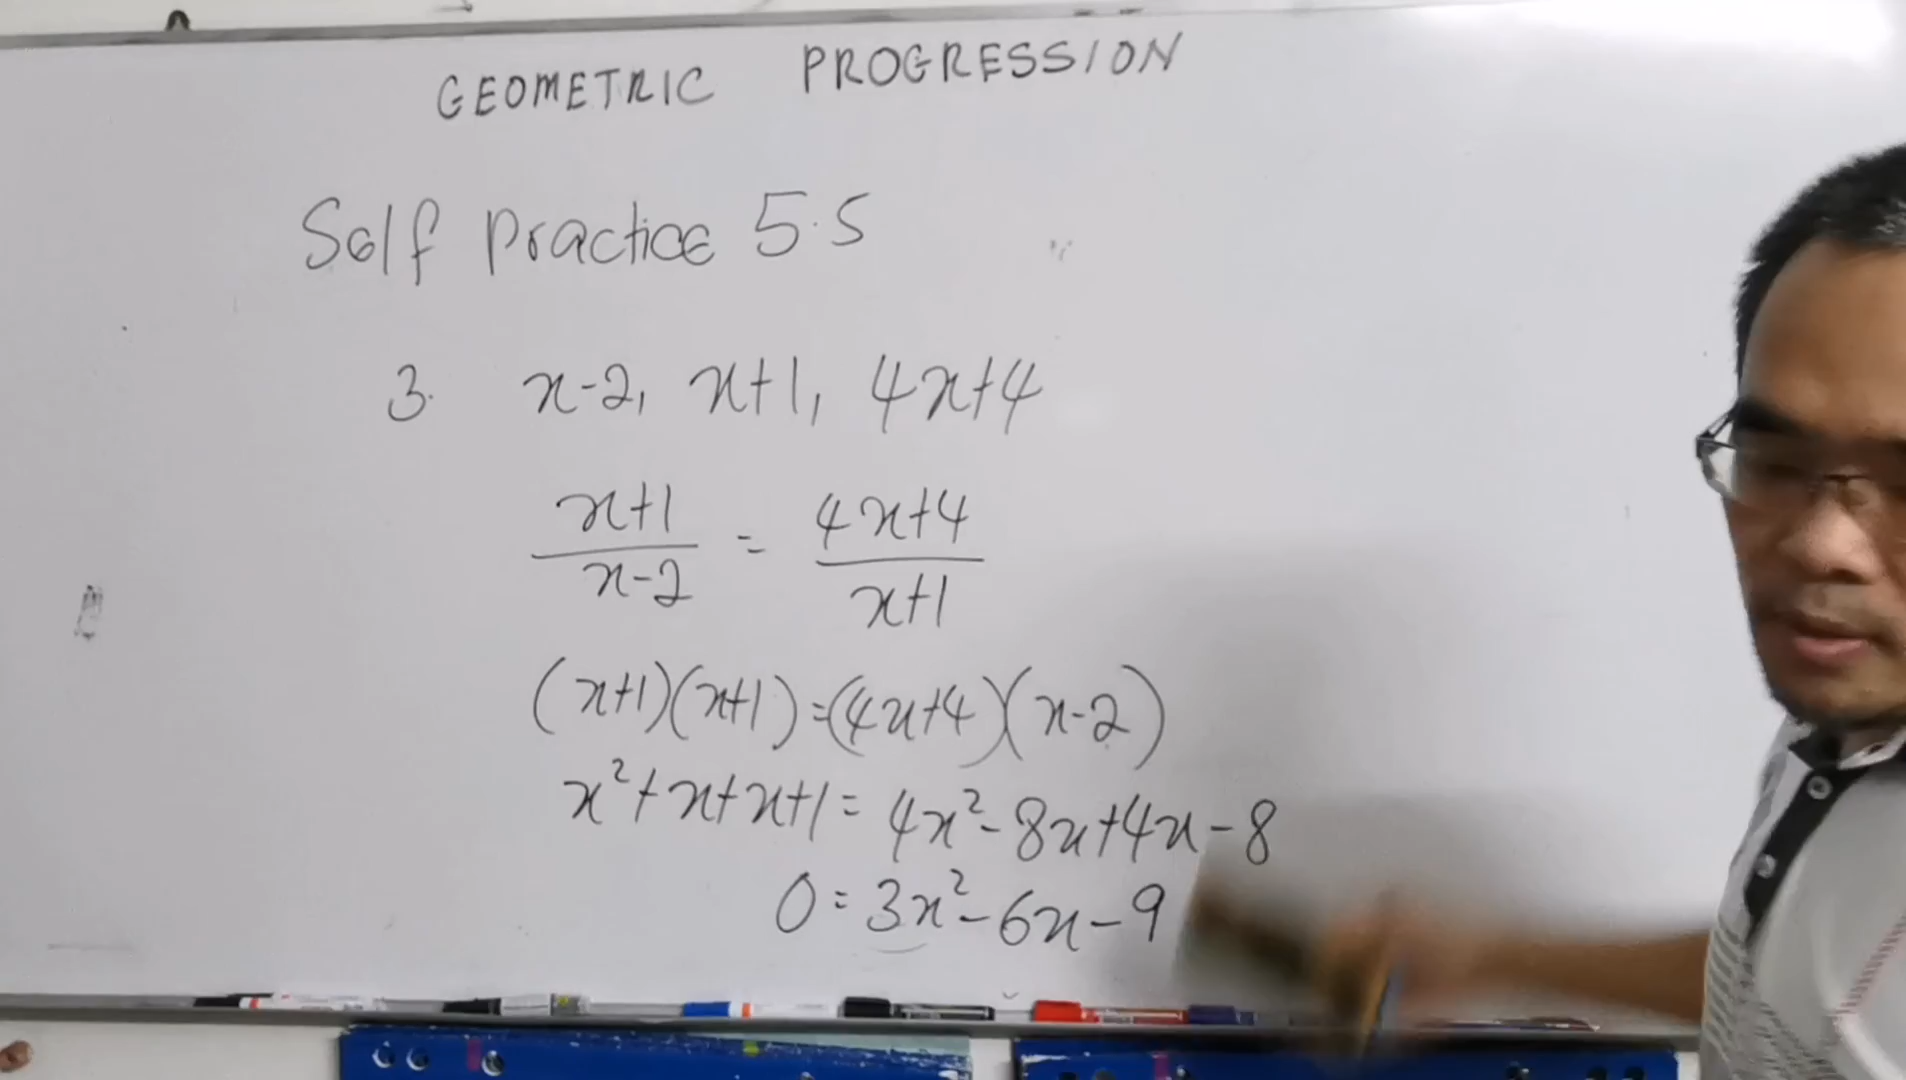 GEOMETRIC PROGRESSION
Self Practice 5.5
3. x-2, x+1, 4x+4
x+1/x-2 = 4x+4/x+1
(x+1)(x+1)=(4x+4)(x-2)
x²+x+x+1= 4x²-8x+4x-8
0=3x²-6x-9